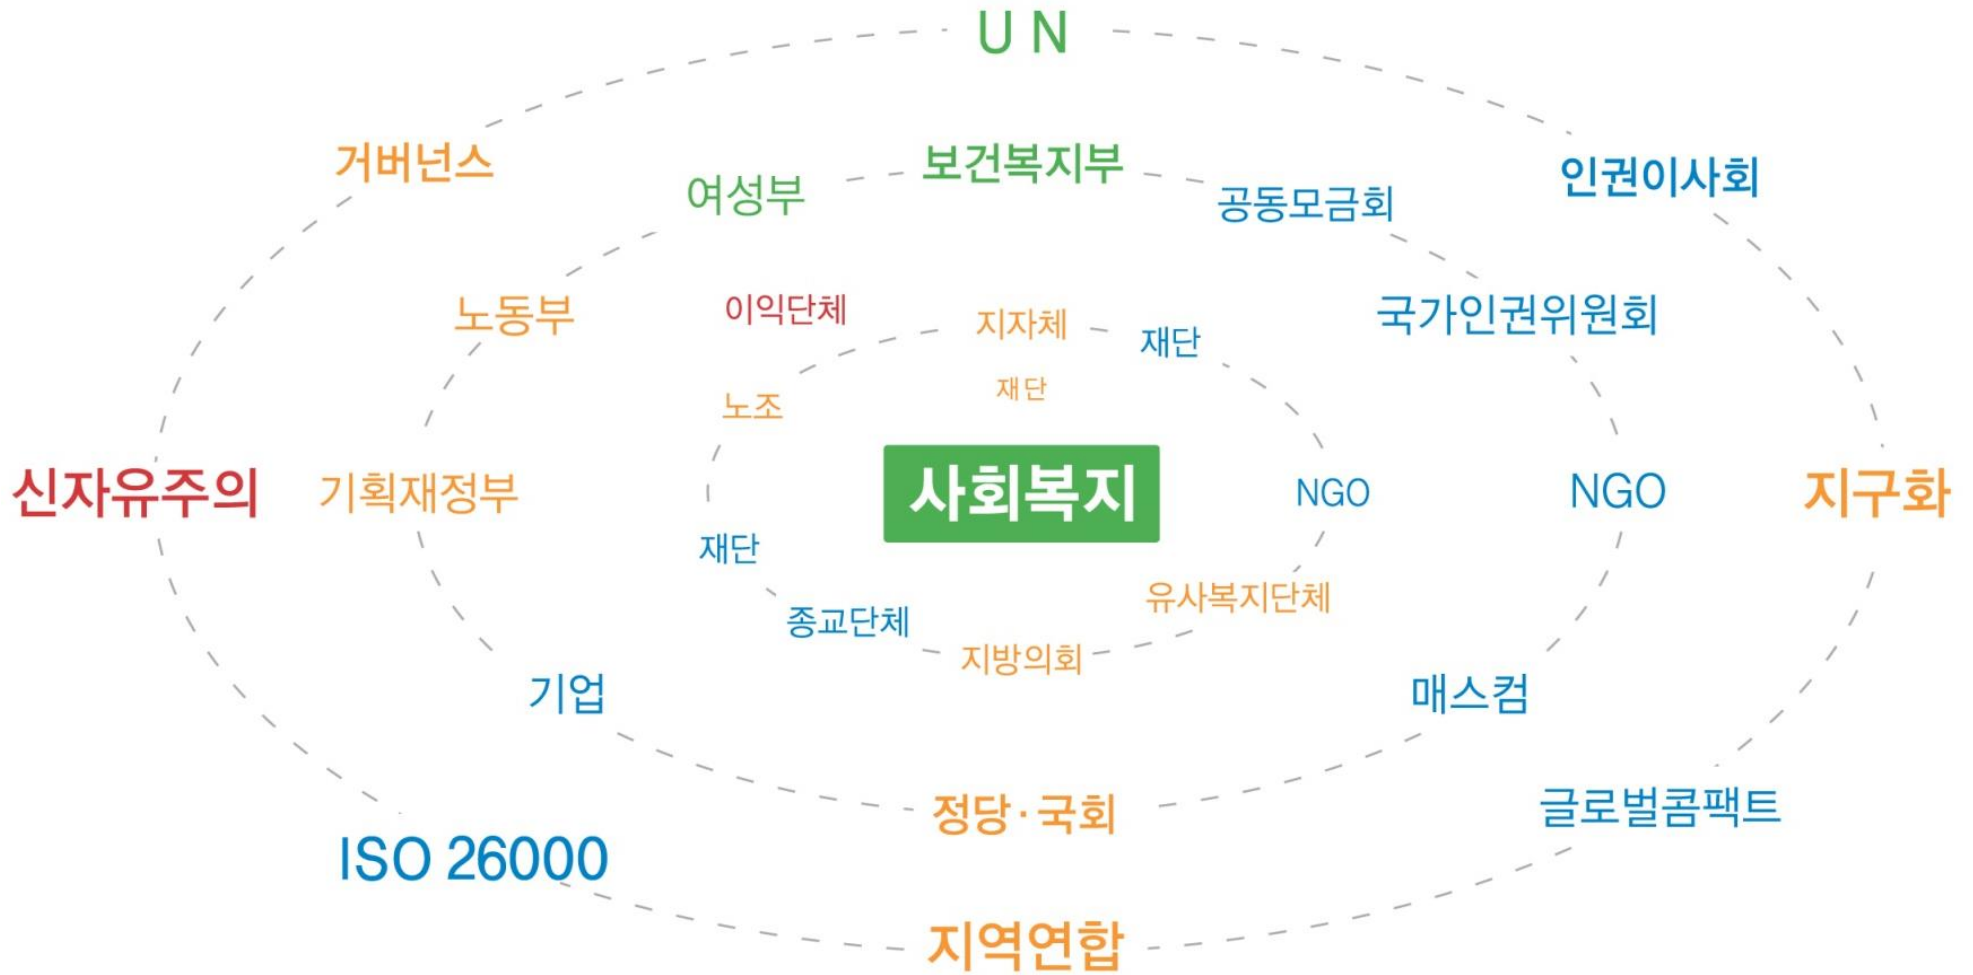 U N
거버넌스
보건복지부
인권이사회
여성부
공동모금회
노동부
이익단체
지자체
재단
국가인권위원회
재단
노조
신자유주의
기획재정부
사회복지
NGO
NGO
지구화
재단
유사복지단체
종교단체
지방의회
기업
매스컴
정당·국회
글로벌콤팩트
ISO 26000
지역연합